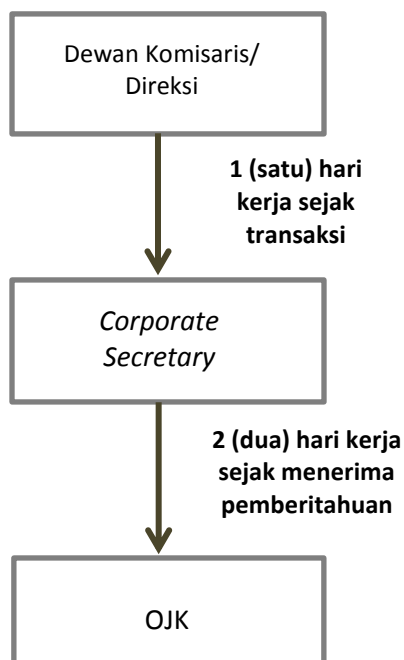 Dewan Komisaris/
Direksi
1 (satu) hari
kerja sejak
transaksi
Corporate
Secretary
2 (dua) hari kerja
sejak menerima
pemberitahuan
OJK